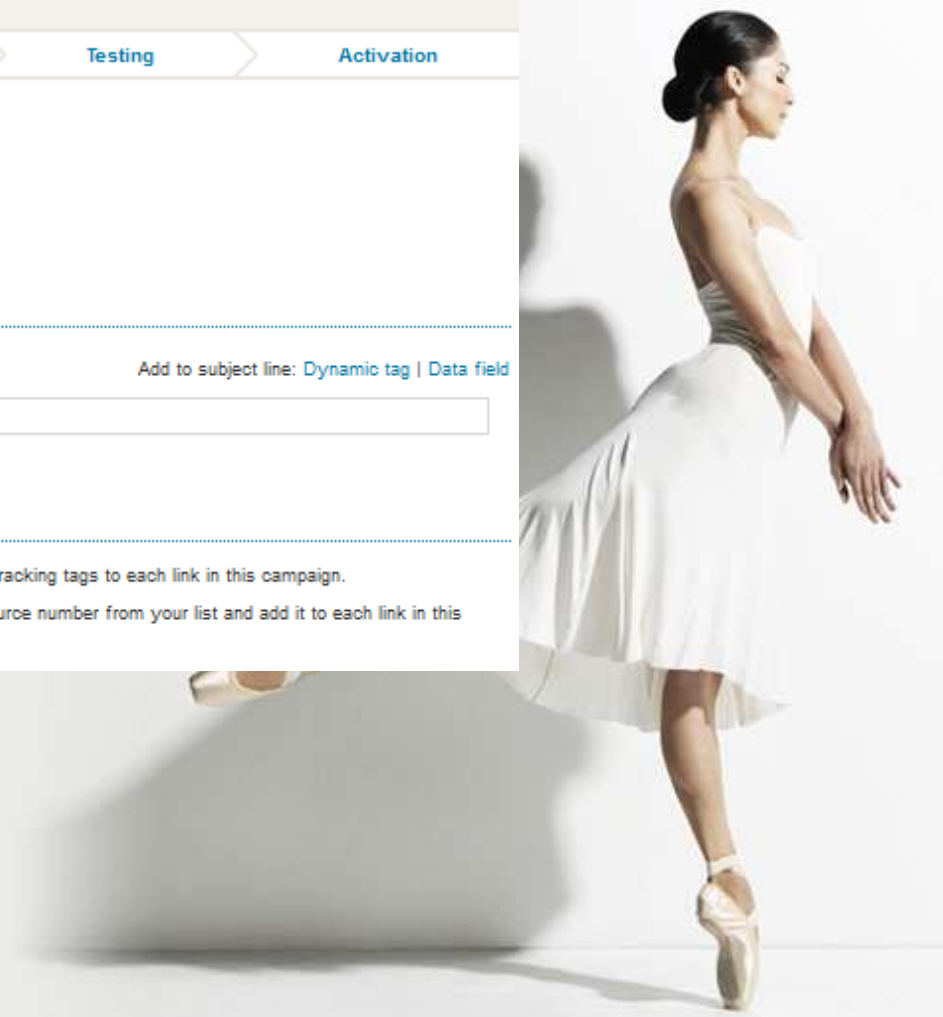 Testing
Activation
Add to subject line: Dynamic tag | Data field
racking tags to each link in this campaign.
urce number from your list and add it to each link in this